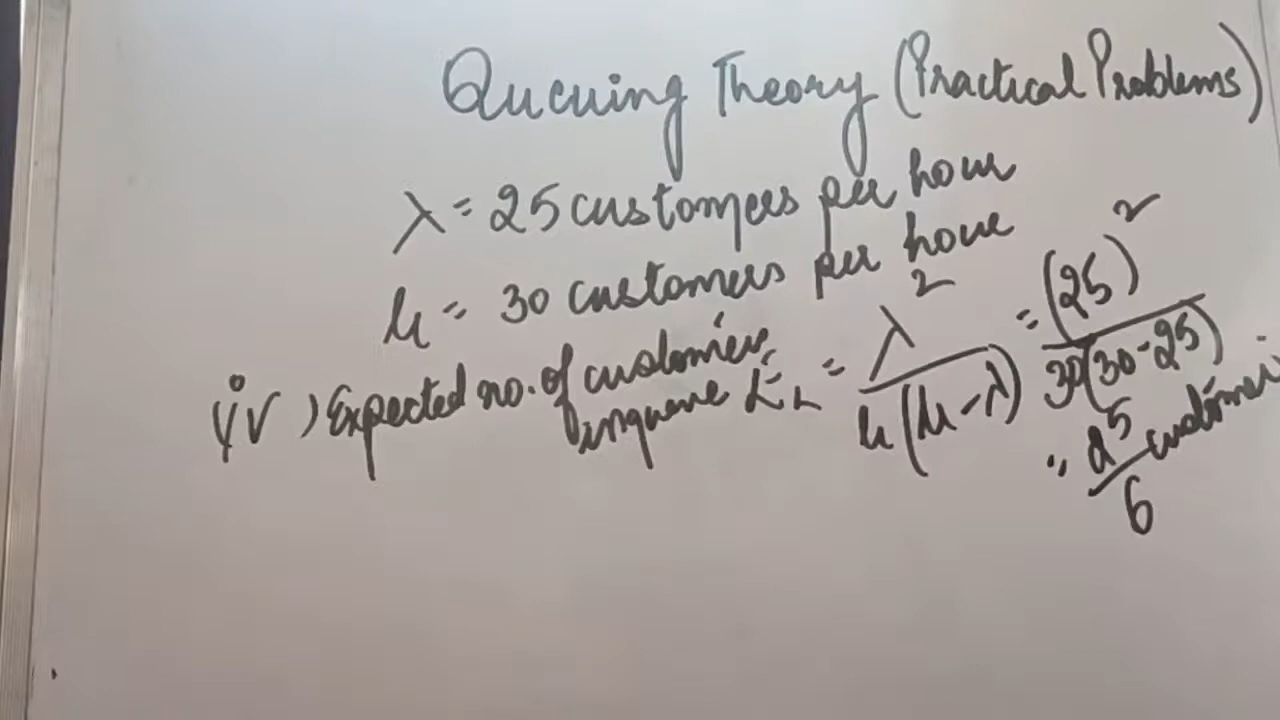 Queuing Theory (Practical Problems)
λ = 25 customers per hour
μ = 30 customers per hour
iv) Expected no. of customers
in queue E_L = λ² / μ(μ-λ) = (25)² / 30(30-25)
= 25/6 customers